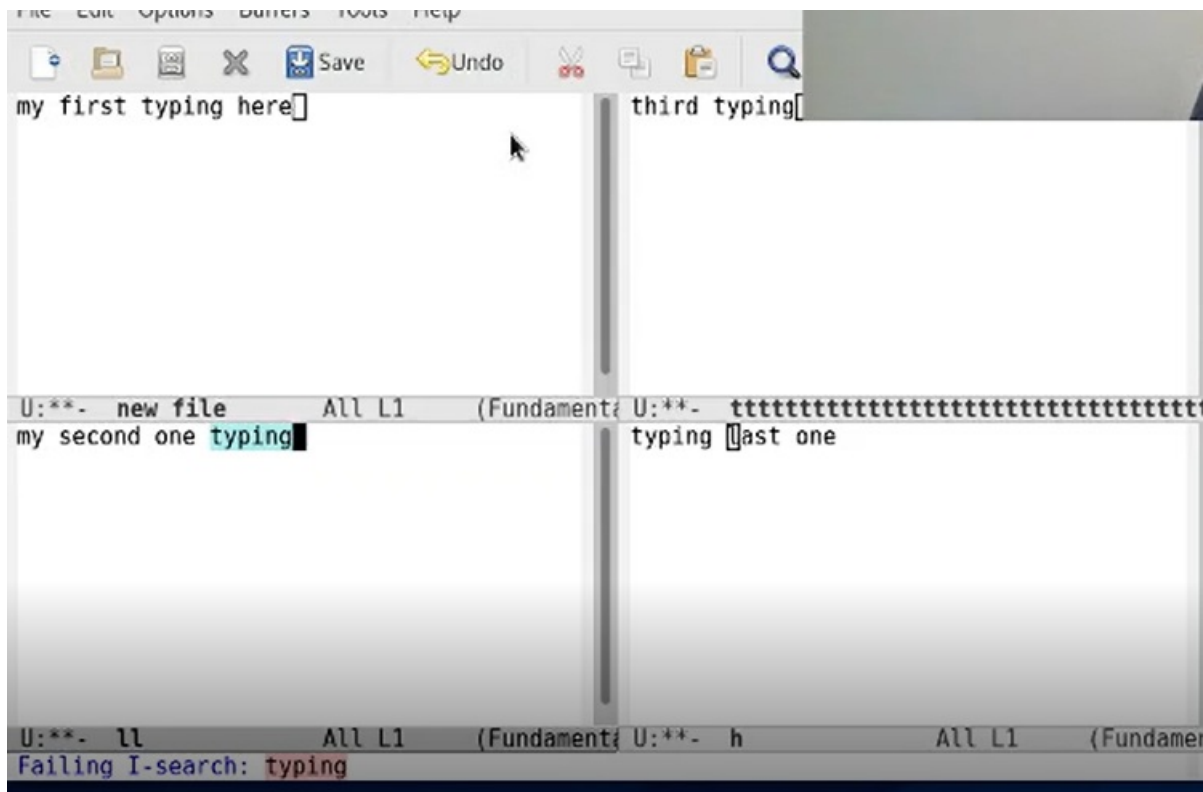 File Edit Options Buffers Tools Help
Save Undo
my first typing here
third typing
U:**- new file All L1 (Fundamenta
U:**- tttttttttttttttttttttttttttttttttt
my second one typing
typing last one
U:**- ll All L1 (Fundamenta
U:**- h All L1 (Fundamer
Failing I-search: typing